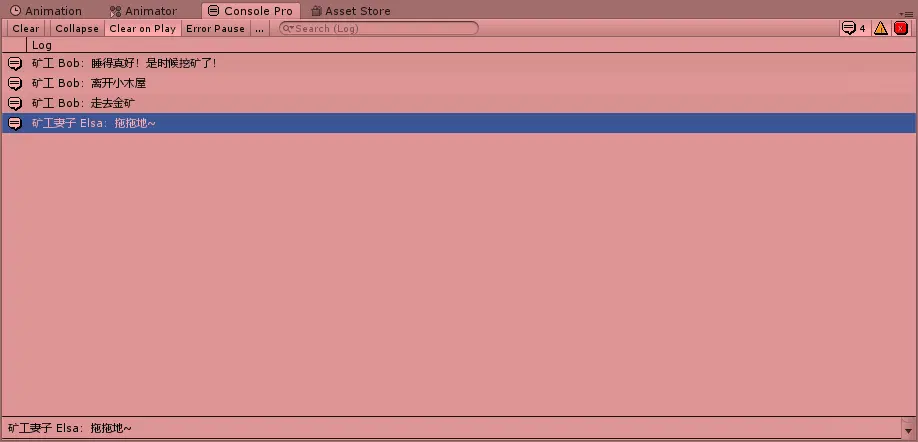 Animation Animator Console Pro Asset Store
Clear Collapse Clear on Play Error Pause ... Search (Log) 4
Log
矿工 Bob：睡得真好！是时候挖矿了！
矿工 Bob：离开小木屋
矿工 Bob：走去金矿
矿工妻子 Elsa：拖拖地~
矿工妻子 Elsa：拖拖地~